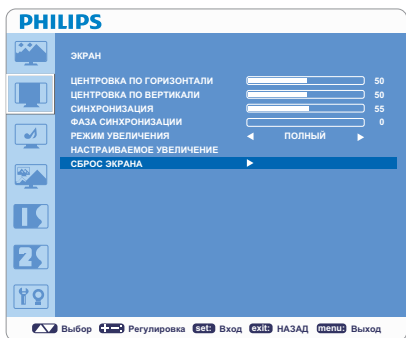 PHILIPS
ЭКРАН
ЦЕНТРОВКА ПО ГОРИЗОНТАЛИ 50
ЦЕНТРОВКА ПО ВЕРТИКАЛИ 50
СИНХРОНИЗАЦИЯ 55
ФАЗА СИНХРОНИЗАЦИИ 0
РЕЖИМ УВЕЛИЧЕНИЯ ПОЛНЫЙ
НАСТРАИВАЕМОЕ УВЕЛИЧЕНИЕ
СБРОС ЭКРАНА
Выбор Регулировка set: Вход exit: НАЗАД menu: Выход